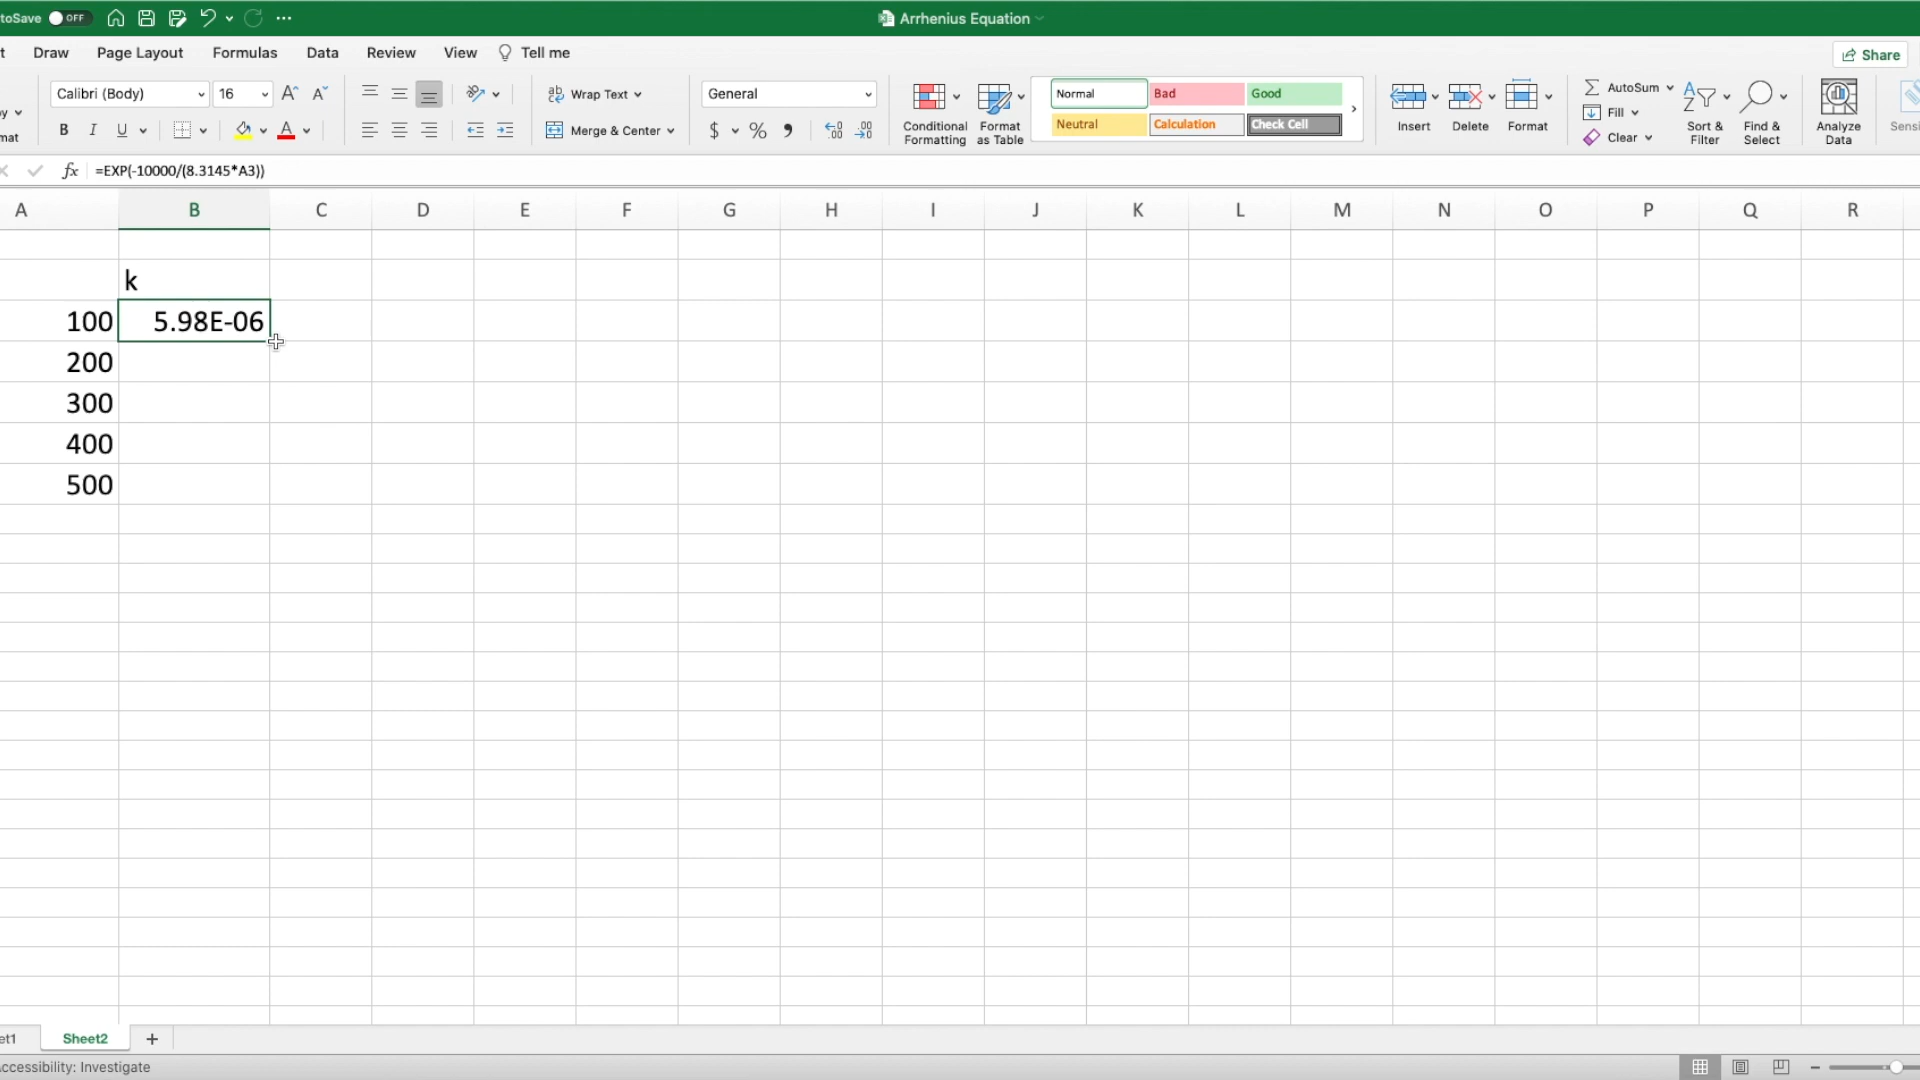 toSave OFF Arrhenius Equation
t Draw Page Layout Formulas Data Review View Tell me Share
Calibri (Body) 16 Wrap Text General Normal Bad Good AutoSum
Fill
B I U Merge & Center $ % Neutral Calculation Check Cell Clear
Conditional Formatting Format as Table Insert Delete Format Sort & Filter Find & Select Analyze Data Sensi
mat
fx =EXP(-10000/(8.3145*A3))
A B C D E F G H I J K L M N O P Q R
k
100 5.98E-06
200
300
400
500
et1 Sheet2 +
ccessibility: Investigate